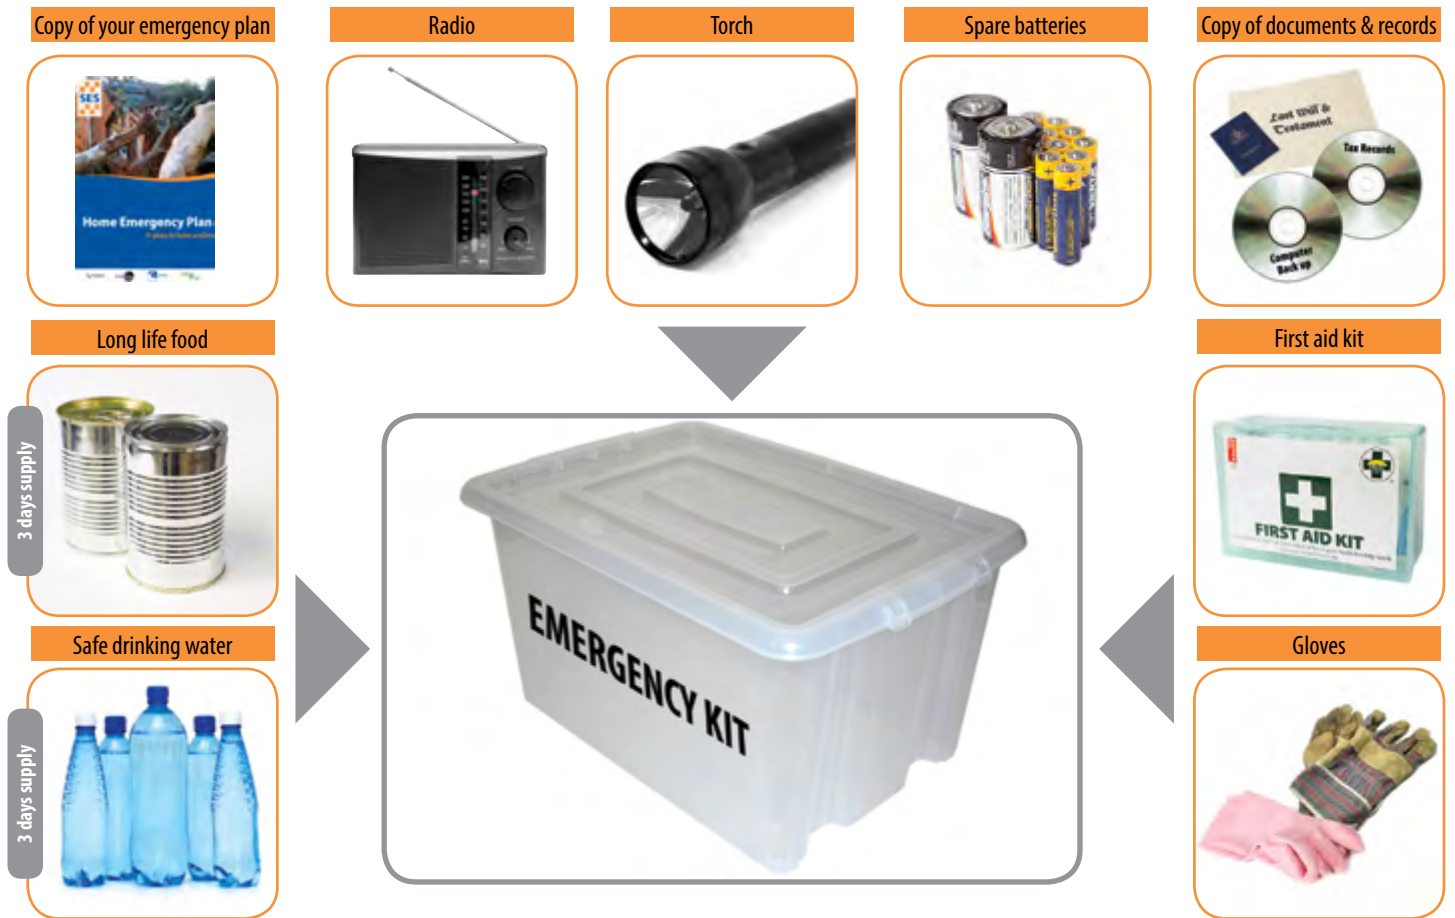 Copy of your emergency plan
Radio
Torch
Spare batteries
Copy of documents & records
SES
Home Emergency Plan
Last Will &
Testament
Tax Records
Computer
Back up
Long life food
3 days supply
First aid kit
FIRST AID KIT
EMERGENCY KIT
Safe drinking water
3 days supply
Gloves